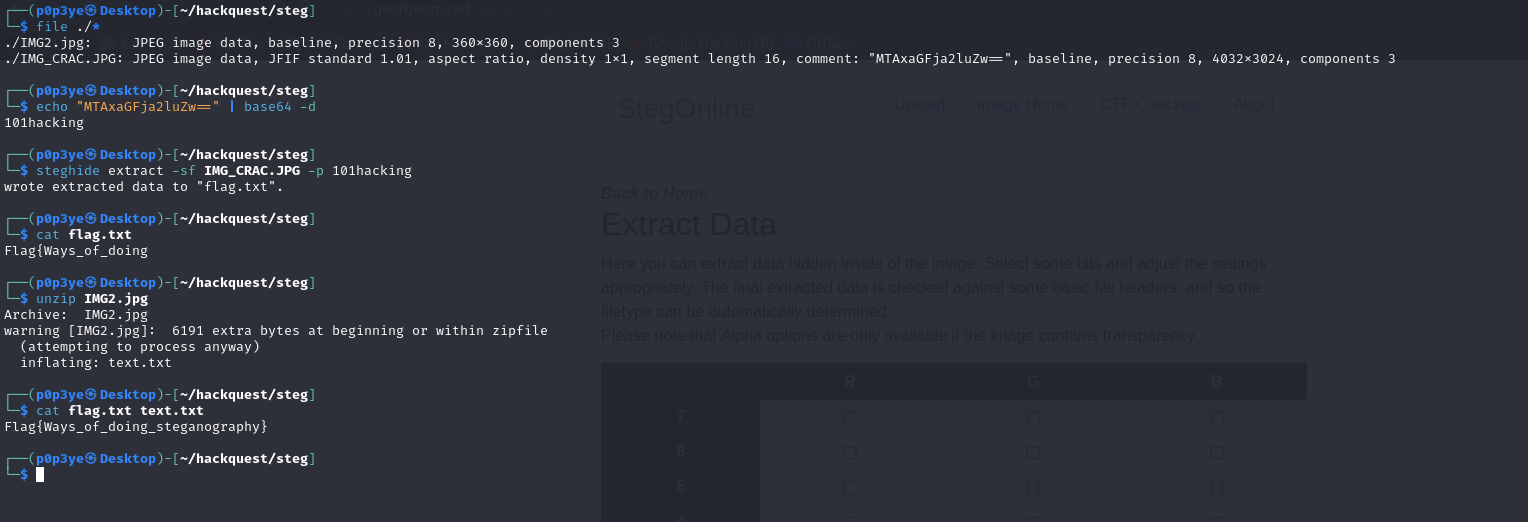 https://georgeom.net/StegOnline/extract
┌──(p0p3ye㉿Desktop)-[~/hackquest/steg]
└─$ file ./*
./IMG2.jpg:     JPEG image data, baseline, precision 8, 360×360, components 3
Google Hacking DB OffSec
./IMG_CRAC.JPG: JPEG image data, JFIF standard 1.01, aspect ratio, density 1×1, segment length 16, comment: "MTAxaGFja2luZw==", baseline, precision 8, 4032×3024, components 3
┌──(p0p3ye㉿Desktop)-[~/hackquest/steg]
└─$ echo "MTAxaGFja2luZw==" | base64 -d
101hacking
StegOnline Upload Image Home CTF Checklist About
┌──(p0p3ye㉿Desktop)-[~/hackquest/steg]
└─$ steghide extract -sf IMG_CRAC.JPG -p 101hacking
wrote extracted data to "flag.txt".
Back to Home
┌──(p0p3ye㉿Desktop)-[~/hackquest/steg]
└─$ cat flag.txt
Flag{Ways_of_doing
Extract Data
Here you can extract data hidden inside of the image. Select some bits and adjust the settings
appropriately. The final extracted data is checked against some basic file headers, and so the
filetype can be automatically determined.
Please note that Alpha options are only available if the image contains transparency.
┌──(p0p3ye㉿Desktop)-[~/hackquest/steg]
└─$ unzip IMG2.jpg
Archive:  IMG2.jpg
warning [IMG2.jpg]:  6191 extra bytes at beginning or within zipfile
  (attempting to process anyway)
  inflating: text.txt
R G B
7
6
5
┌──(p0p3ye㉿Desktop)-[~/hackquest/steg]
└─$ cat flag.txt text.txt
Flag{Ways_of_doing_steganography}
┌──(p0p3ye㉿Desktop)-[~/hackquest/steg]
└─$